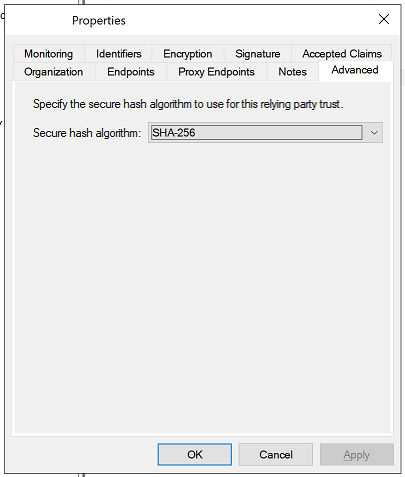 Properties
Monitoring Identifiers Encryption Signature Accepted Claims
Organization Endpoints Proxy Endpoints Notes Advanced
Specify the secure hash algorithm to use for this relying party trust.
Secure hash algorithm: SHA-256
OK Cancel Apply